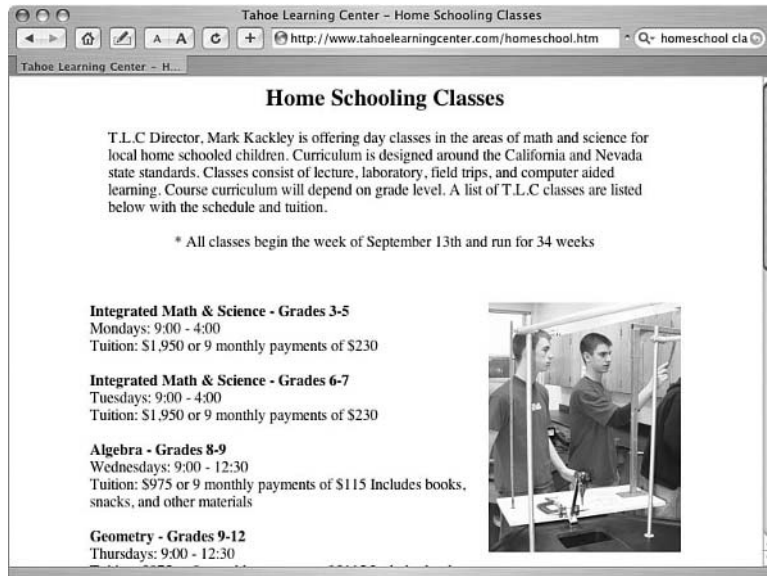 Tahoe Learning Center – Home Schooling Classes
A A C + http://www.tahoelearningcenter.com/homeschool.htm Q homeschool cla
Tahoe Learning Center – H...
Home Schooling Classes
T.L.C Director, Mark Kackley is offering day classes in the areas of math and science for
local home schooled children. Curriculum is designed around the California and Nevada
state standards. Classes consist of lecture, laboratory, field trips, and computer aided
learning. Course curriculum will depend on grade level. A list of T.L.C classes are listed
below with the schedule and tuition.
* All classes begin the week of September 13th and run for 34 weeks
Integrated Math & Science - Grades 3-5
Mondays: 9:00 - 4:00
Tuition: $1,950 or 9 monthly payments of $230
Integrated Math & Science - Grades 6-7
Tuesdays: 9:00 - 4:00
Tuition: $1,950 or 9 monthly payments of $230
Algebra - Grades 8-9
Wednesdays: 9:00 - 12:30
Tuition: $975 or 9 monthly payments of $115 Includes books,
snacks, and other materials
Geometry - Grades 9-12
Thursdays: 9:00 - 12:30